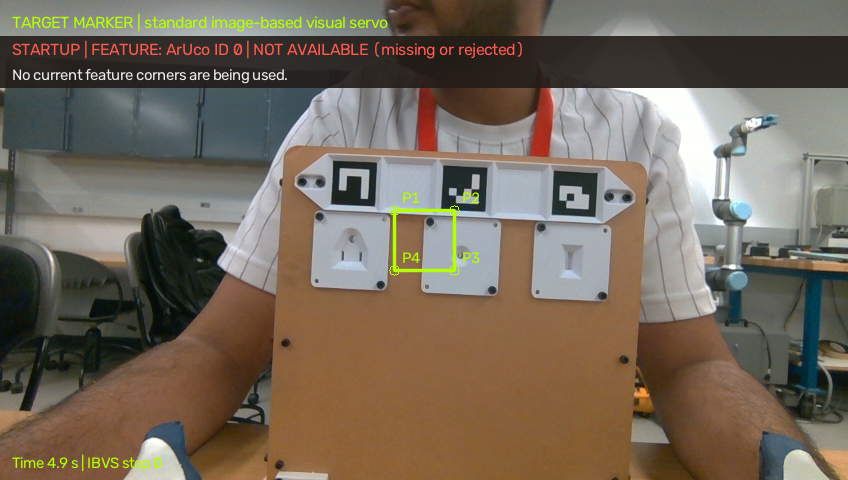 TARGET MARKER | standard image-based visual servo
STARTUP | FEATURE: ArUco ID 0 | NOT AVAILABLE (missing or rejected)
No current feature corners are being used.
P1 P2
P4 P3
Time 4.9 s | IBVS step 0